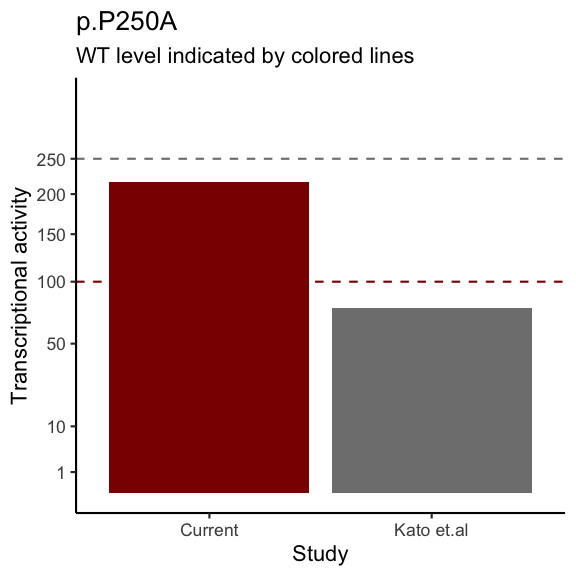 p.P250A
WT level indicated by colored lines
Transcriptional activity
250
200
150
100
50
10
1
Current
Kato et.al
Study